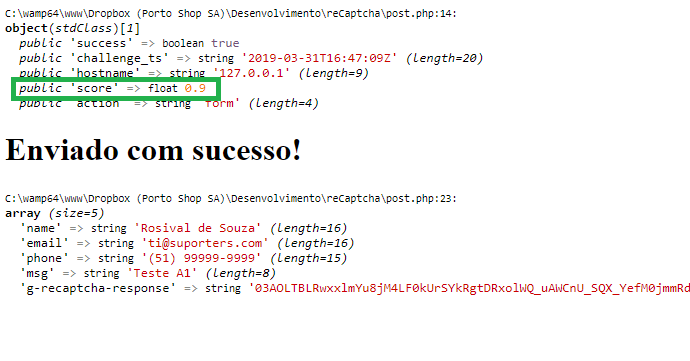 C:\wamp64\www\Dropbox (Porto Shop SA)\Desenvolvimento\reCaptcha\post.php:14:
object(stdClass)[1]
public 'success' => boolean true
public 'challenge_ts' => string '2019-03-31T16:47:09Z' (length=20)
public 'hostname' => string '127.0.0.1' (length=9)
public 'score' => float 0.9
public 'action' => string 'form' (length=4)
Enviado com sucesso!
C:\wamp64\www\Dropbox (Porto Shop SA)\Desenvolvimento\reCaptcha\post.php:23:
array (size=5)
'name' => string 'Rosival de Souza' (length=16)
'email' => string 'ti@suporters.com' (length=16)
'phone' => string '(51) 99999-9999' (length=15)
'msg' => string 'Teste A1' (length=8)
'g-recaptcha-response' => string '03AOLTBLRwxxlmYu8jM4LF0kUrSYkRgtDRxolWQ_uAWCnU_SQX_YefM0jmmRd